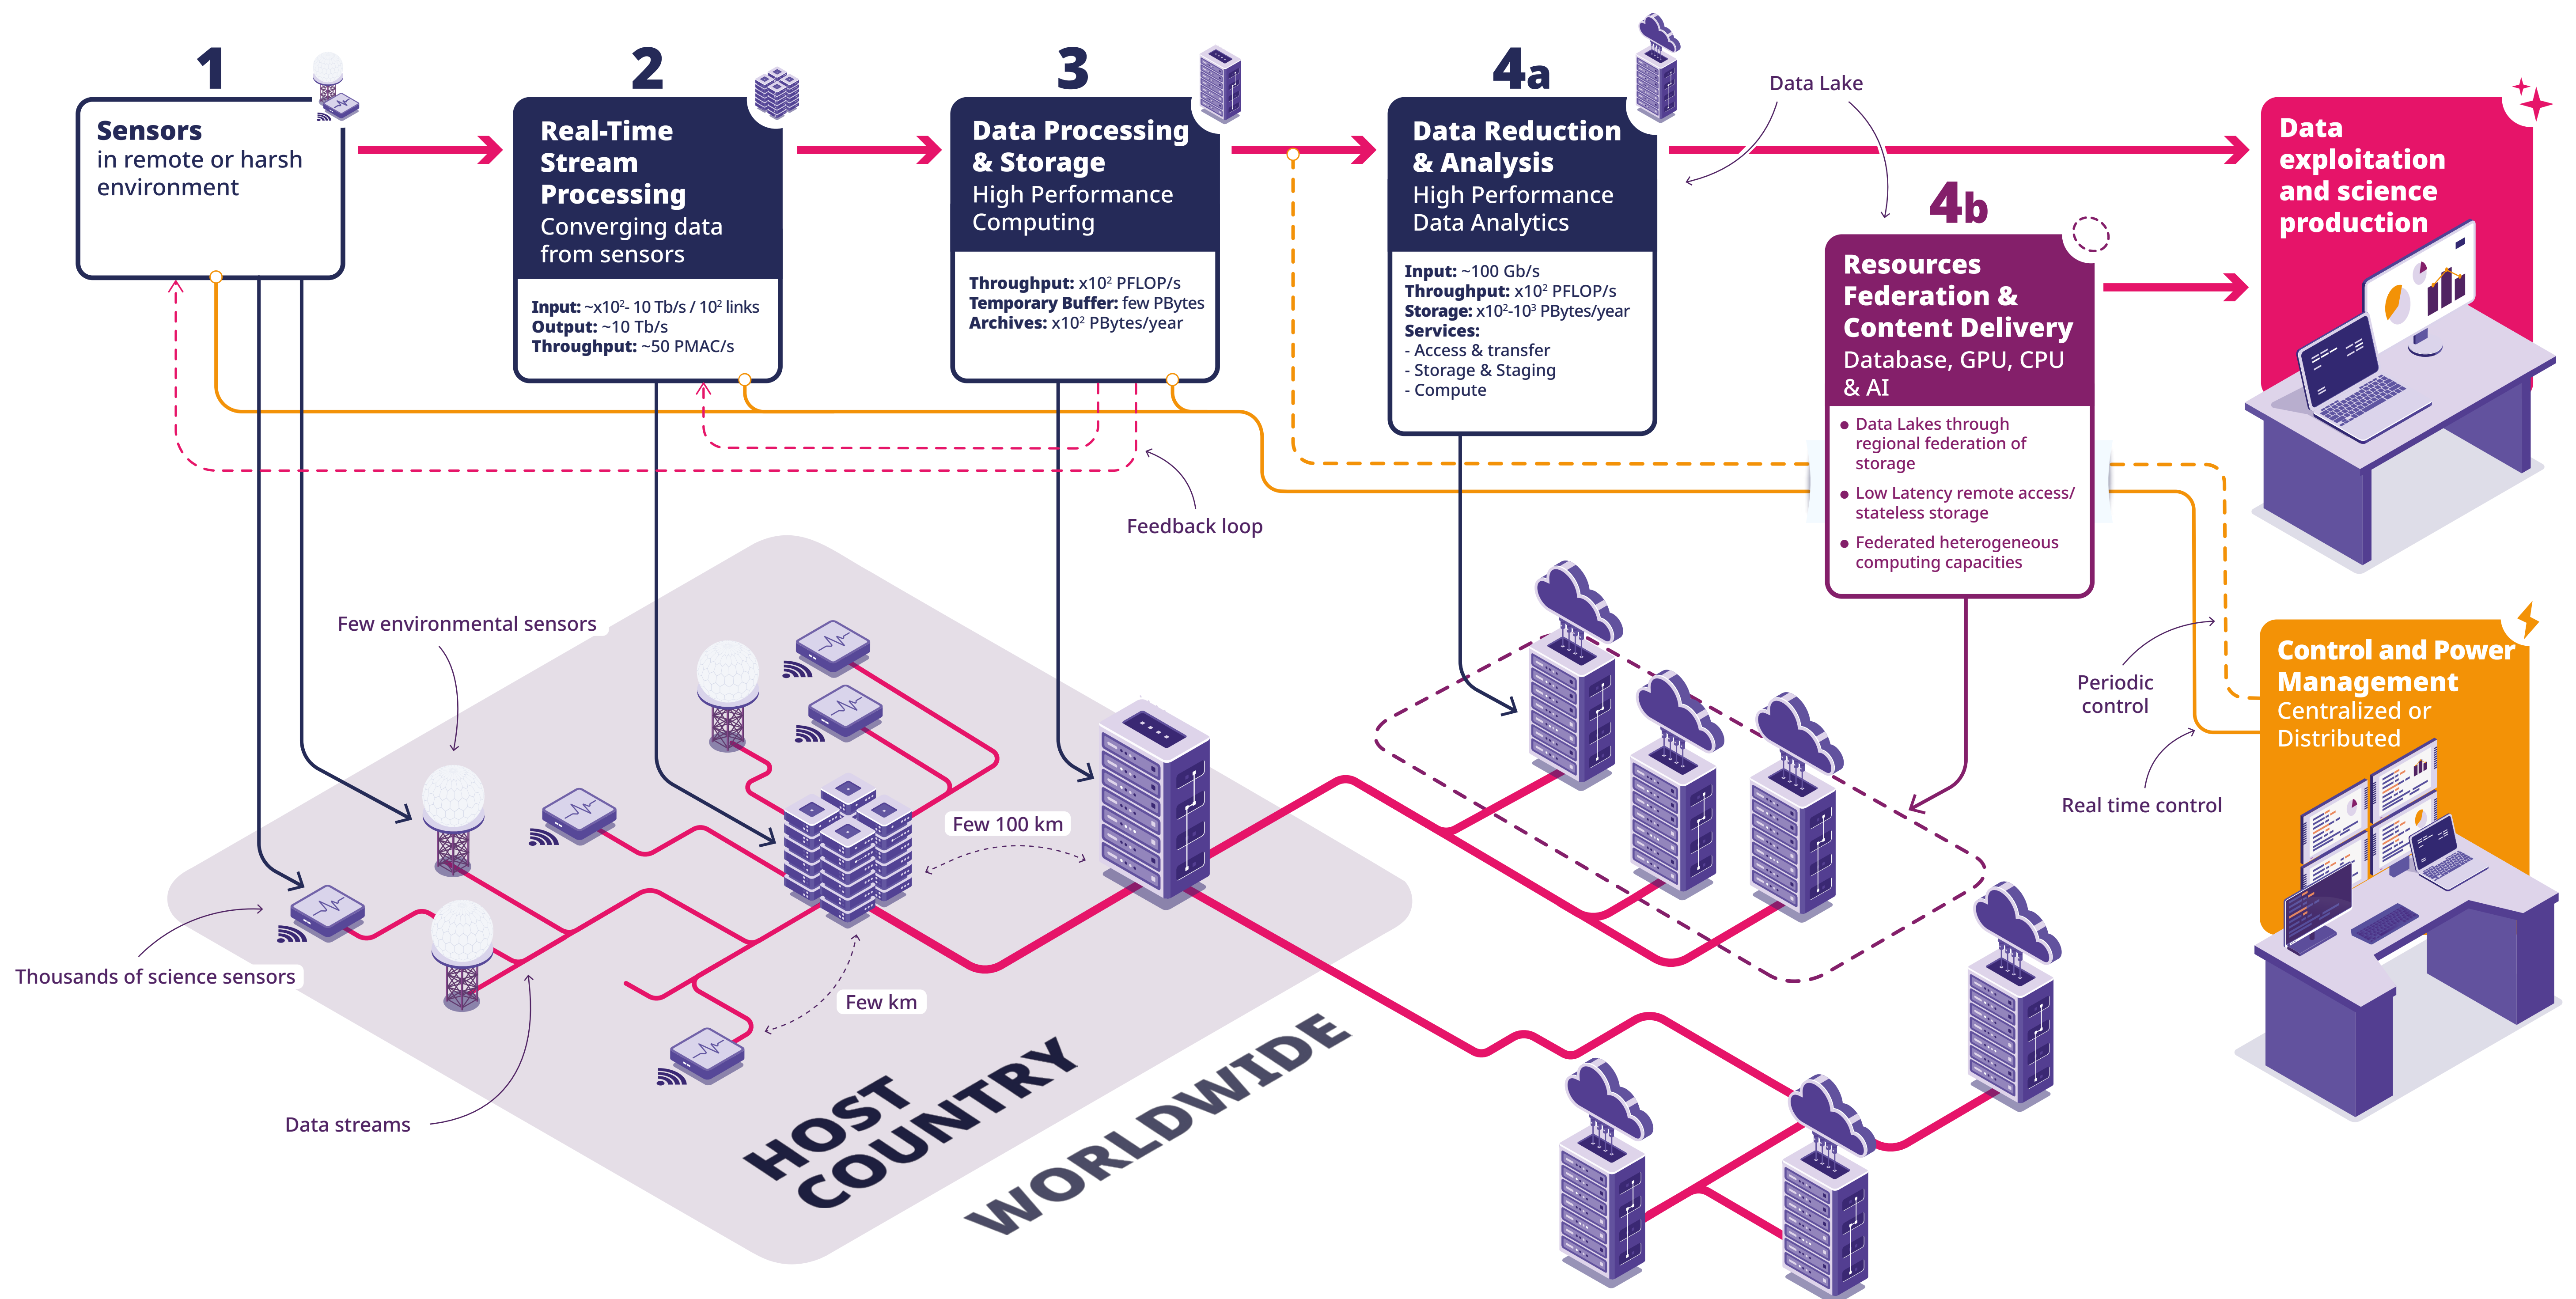 1
Sensors
in remote or harsh
environment
2
Real-Time
Stream
Processing
Converging data
from sensors
Input: ~x10²- 10 Tb/s / 10² links
Output: ~10 Tb/s
Throughput: ~50 PMAC/s
3
Data Processing
& Storage
High Performance
Computing
Throughput: x10² PFLOP/s
Temporary Buffer: few PBytes
Archives: x10² PBytes/year
4a
Data Reduction
& Analysis
High Performance
Data Analytics
Input: ~100 Gb/s
Throughput: x10² PFLOP/s
Storage: x10²-10³ PBytes/year
Services:
- Access & transfer
- Storage & Staging
- Compute
Data Lake
4b
Resources
Federation &
Content Delivery
Database, GPU, CPU
& AI
• Data Lakes through
regional federation of
storage
• Low Latency remote access/
stateless storage
• Federated heterogeneous
computing capacities
Data
exploitation
and science
production
Control and Power
Management
Centralized or
Distributed
Periodic
control
Real time control
Feedback loop
Few environmental sensors
Few 100 km
Few km
Thousands of science sensors
Data streams
HOST
COUNTRY
WORLDWIDE